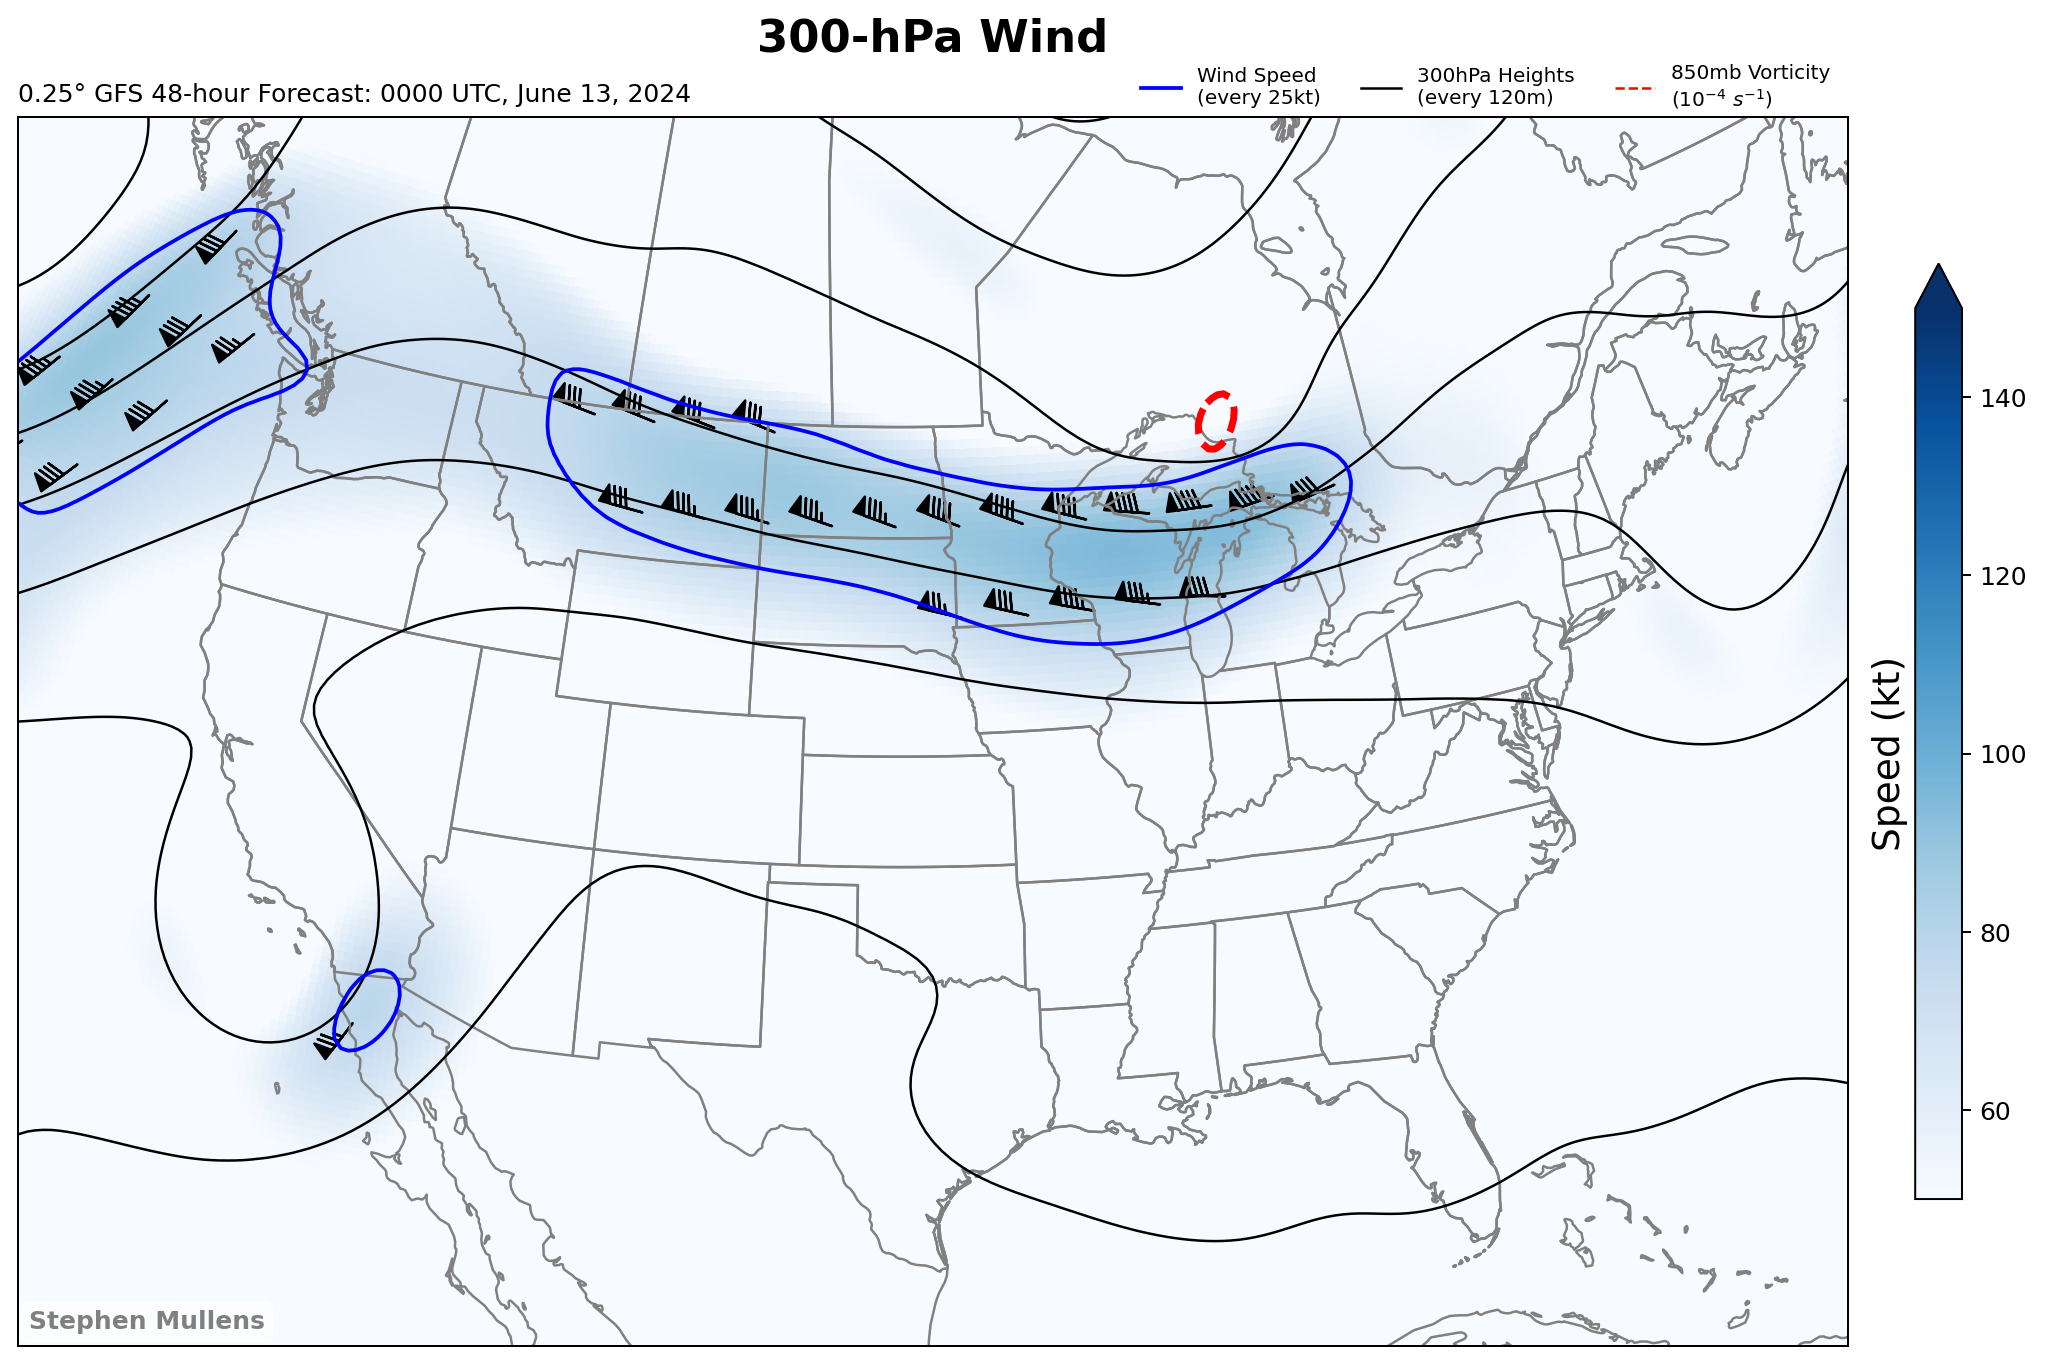 300-hPa Wind
0.25° GFS 48-hour Forecast: 0000 UTC, June 13, 2024
Wind Speed
(every 25kt)
300hPa Heights
(every 120m)
850mb Vorticity
(10⁻⁴ s⁻¹)
140
120
100
80
60
Speed (kt)
Stephen Mullens